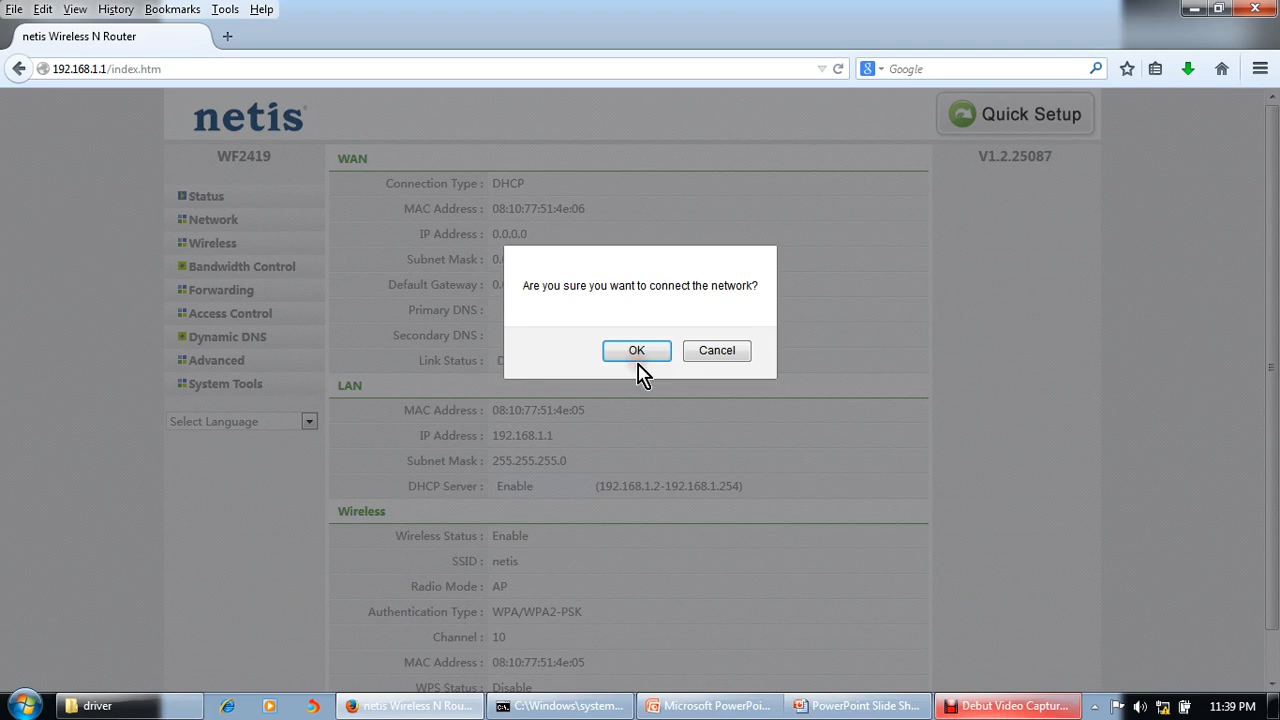 File Edit View History Bookmarks Tools Help
netis Wireless N Router
192.168.1.1/index.htm
Google
netis
Quick Setup
WF2419
WAN
V1.2.25087
Status
Network
Wireless
Bandwidth Control
Forwarding
Access Control
Dynamic DNS
Advanced
System Tools
Select Language
Connection Type : DHCP
MAC Address : 08:10:77:51:4e:06
IP Address : 0.0.0.0
Subnet Mask : 0.
Default Gateway : 0.
Primary DNS :
Secondary DNS :
Link Status : D
Are you sure you want to connect the network?
OK Cancel
LAN
MAC Address : 08:10:77:51:4e:05
IP Address : 192.168.1.1
Subnet Mask : 255.255.255.0
DHCP Server : Enable (192.168.1.2-192.168.1.254)
Wireless
Wireless Status : Enable
SSID : netis
Radio Mode : AP
Authentication Type : WPA/WPA2-PSK
Channel : 10
MAC Address : 08:10:77:51:4e:05
WPS Status : Disable
driver
netis Wireless N Rou...
C:\Windows\system...
Microsoft PowerPoi...
PowerPoint Slide Sh...
Debut Video Captur...
11:39 PM